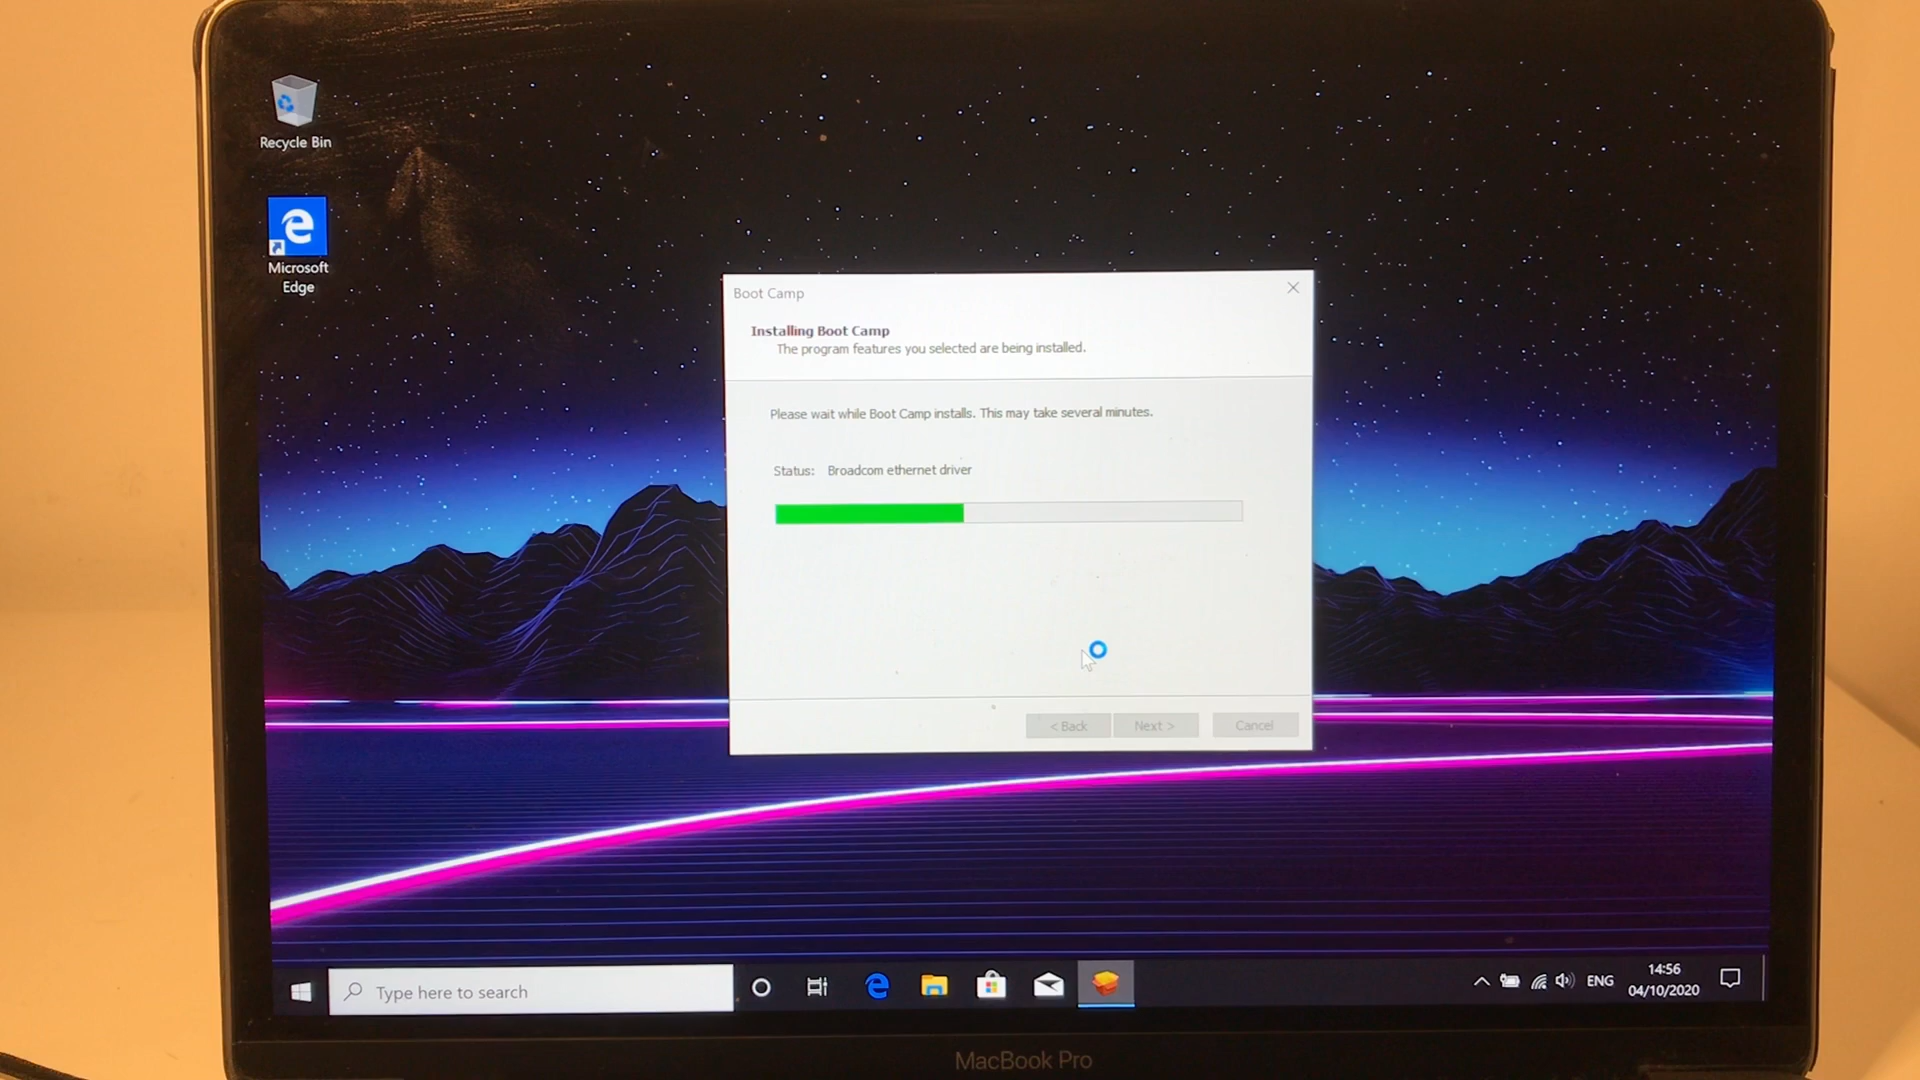 Recycle Bin
Microsoft
Edge
Boot Camp
Installing Boot Camp
The program features you selected are being installed.
Please wait while Boot Camp installs. This may take several minutes.
Status: Broadcom ethernet driver
< Back
Next >
Cancel
Type here to search
ENG
14:56
04/10/2020
MacBook Pro